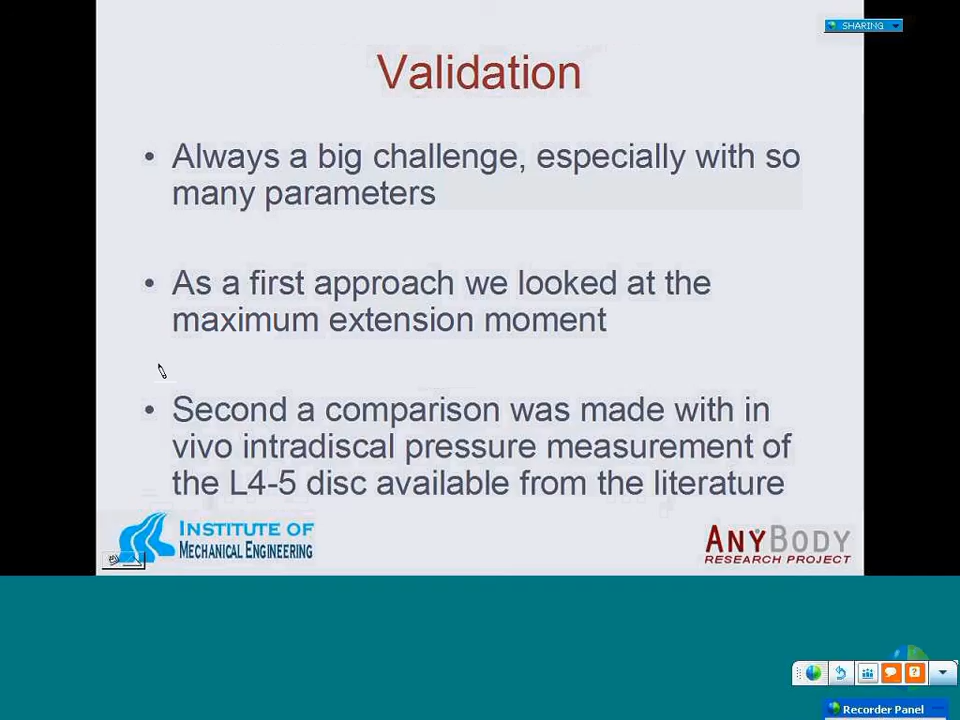 SHARING
Validation
• Always a big challenge, especially with so
many parameters
• As a first approach we looked at the
maximum extension moment
• Second a comparison was made with in
vivo intradiscal pressure measurement of
the L4-5 disc available from the literature
INSTITUTE OF
MECHANICAL ENGINEERING
ANYBODY
RESEARCH PROJECT
Recorder Panel